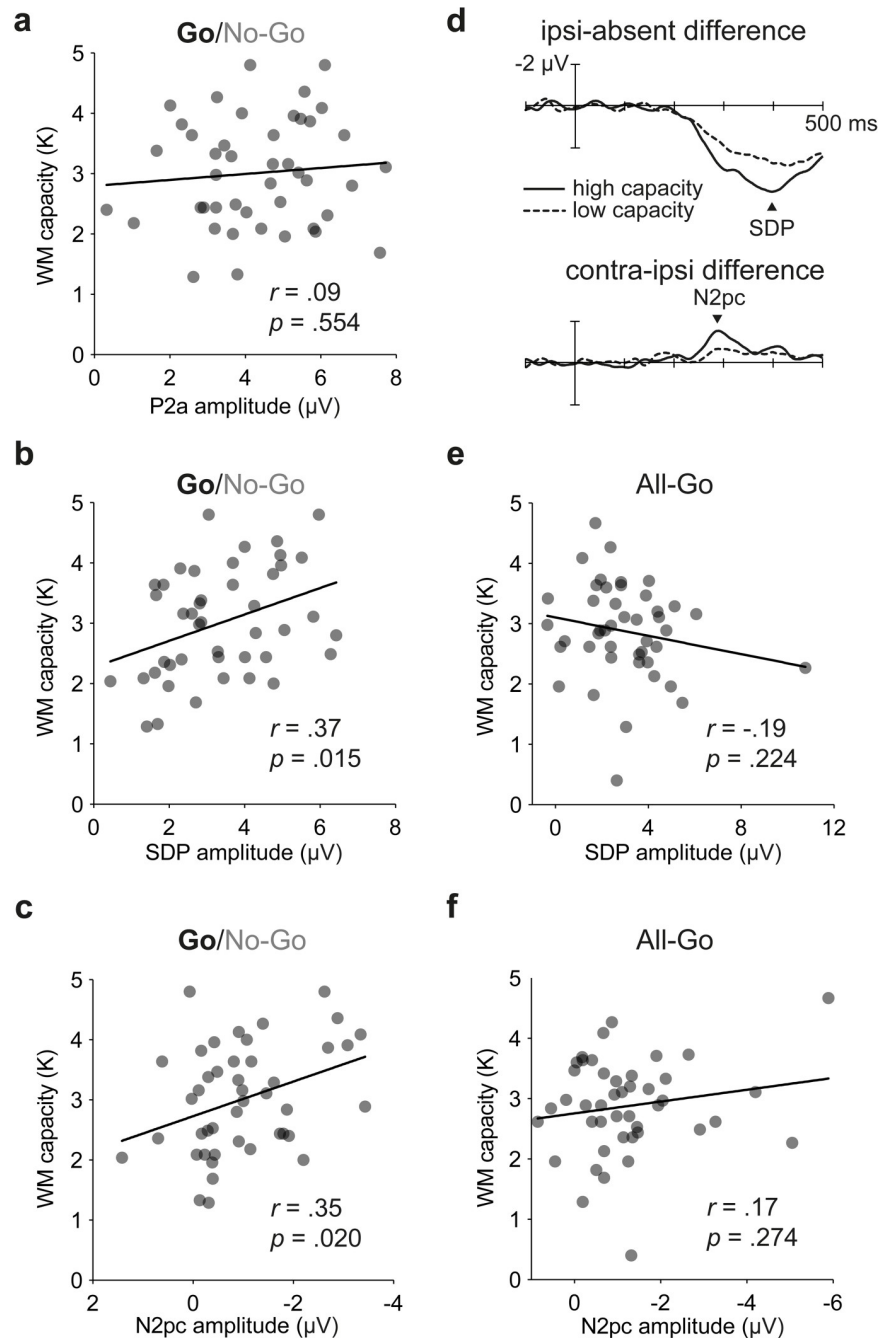 a
Go/No-Go
WM capacity (K)
5
4
3
2
1
0
r = .09
p = .554
0 2 4 6 8
P2a amplitude (µV)
d
ipsi-absent difference
-2 µV
500 ms
high capacity
low capacity
SDP
contra-ipsi difference
N2pc
b
Go/No-Go
WM capacity (K)
5
4
3
2
1
0
r = .37
p = .015
0 2 4 6 8
SDP amplitude (µV)
e
All-Go
WM capacity (K)
5
4
3
2
1
0
r = -.19
p = .224
0 4 8 12
SDP amplitude (µV)
c
Go/No-Go
WM capacity (K)
5
4
3
2
1
0
r = .35
p = .020
2 0 -2 -4
N2pc amplitude (µV)
f
All-Go
WM capacity (K)
5
4
3
2
1
0
r = .17
p = .274
0 -2 -4 -6
N2pc amplitude (µV)